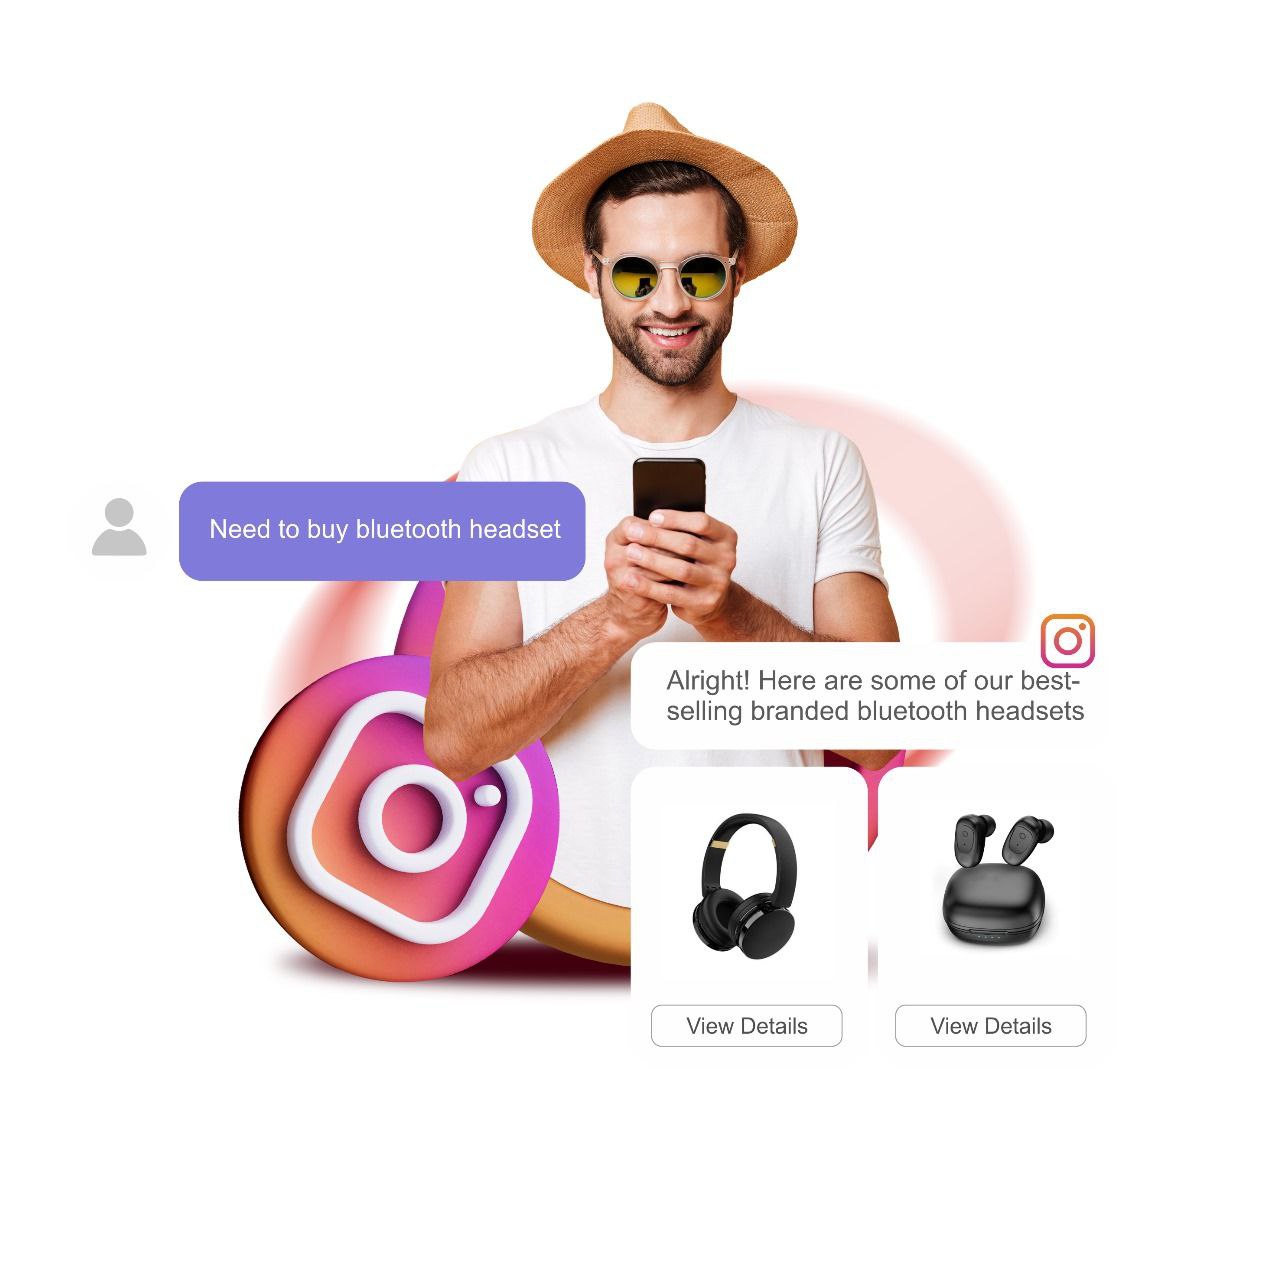 Need to buy bluetooth headset
Alright! Here are some of our best-
selling branded bluetooth headsets
View Details
View Details